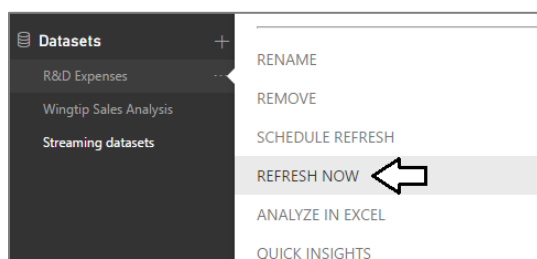 Datasets
R&D Expenses
Wingtip Sales Analysis
Streaming datasets
RENAME
REMOVE
SCHEDULE REFRESH
REFRESH NOW
ANALYZE IN EXCEL
QUICK INSIGHTS